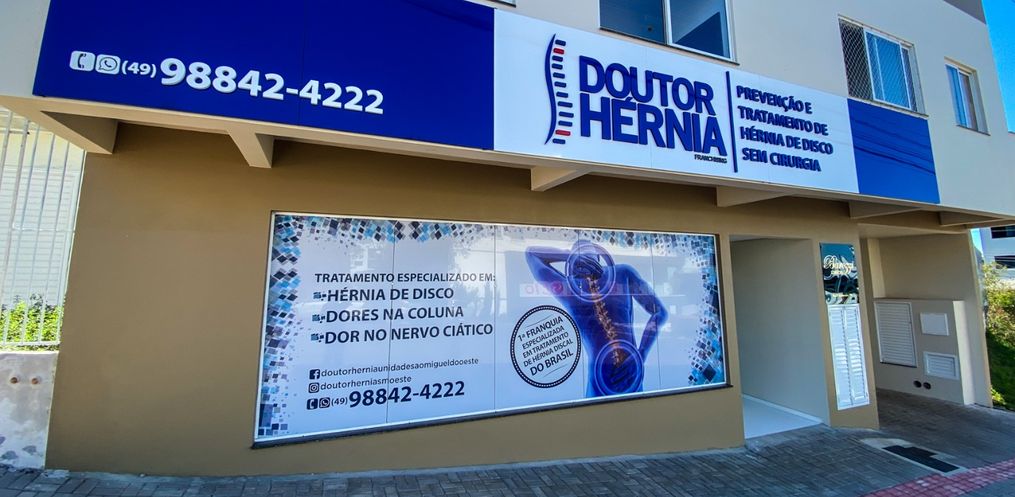 (49) 98842-4222
DOUTOR
HÉRNIA
FRANCHISING
PREVENÇÃO E
TRATAMENTO DE
HÉRNIA DE DISCO
SEM CIRURGIA
TRATAMENTO ESPECIALIZADO EM:
HÉRNIA DE DISCO
DORES NA COLUNA
DOR NO NERVO CIÁTICO
1ª FRANQUIA
ESPECIALIZADA
EM TRATAMENTO
DE HÉRNIA DISCAL
DO BRASIL
doutorherniaunidadesaomigueldooeste
doutorherniasmoeste
(49) 98842-4222